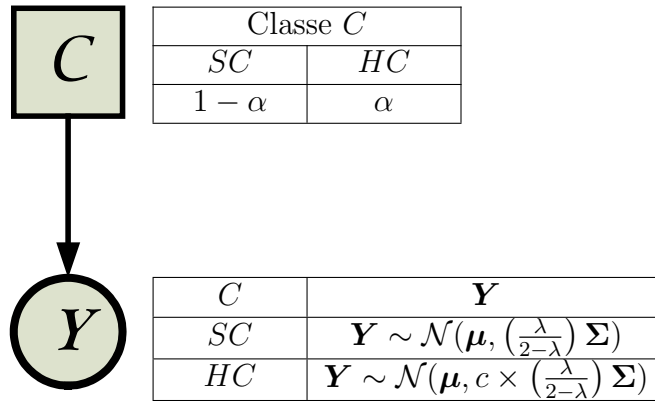 C
Classe C
SC HC
1 − α α
Y
C Y
SC Y ∼ N(μ, (λ/(2−λ)) Σ)
HC Y ∼ N(μ, c × (λ/(2−λ)) Σ)